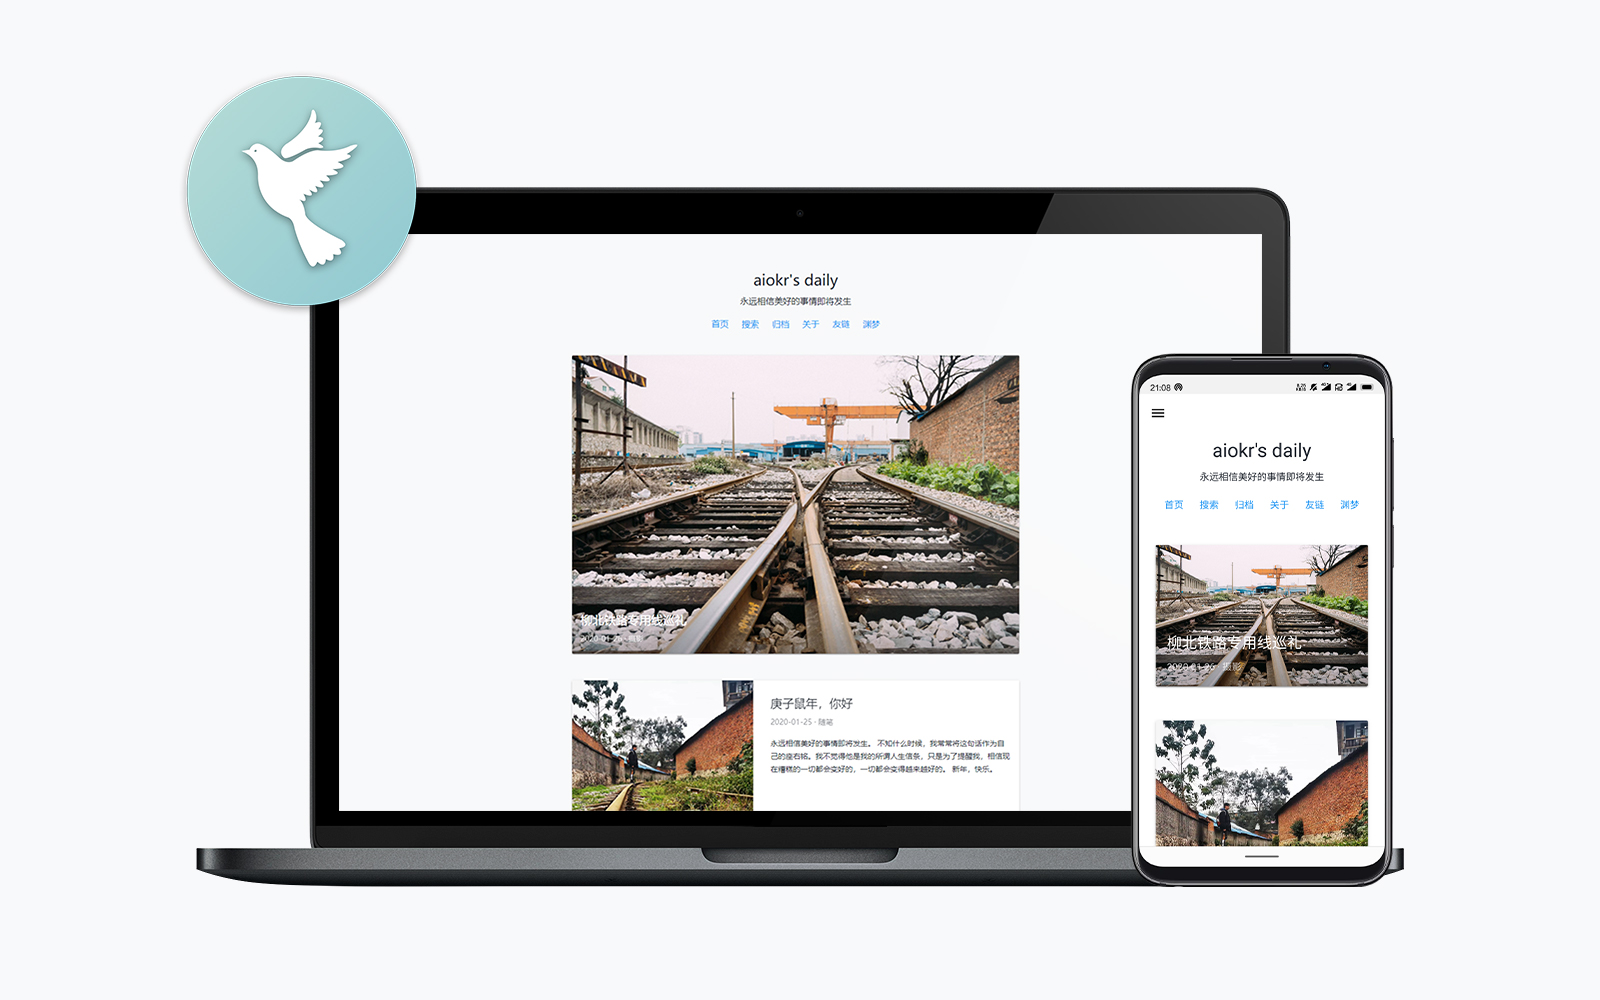 aiokr's daily
永远相信美好的事情即将发生
首页 搜索 归档 关于 友链 渊梦
柳北铁路专用线巡礼
2020-01-26 · 摄影
庚子鼠年，你好
2020-01-25 · 随笔
永远相信美好的事情即将发生。 不知什么时候，我常常将这句话作为自
己的座右铭。我不觉得他是我的所谓人生信条，只是为了提醒我，相信现
在糟糕的一切都会变好的，一切都会变得越来越好的。 新年，快乐。
21:08
aiokr's daily
永远相信美好的事情即将发生
首页 搜索 归档 关于 友链 渊梦
柳北铁路专用线巡礼
2020-01-26 · 摄影